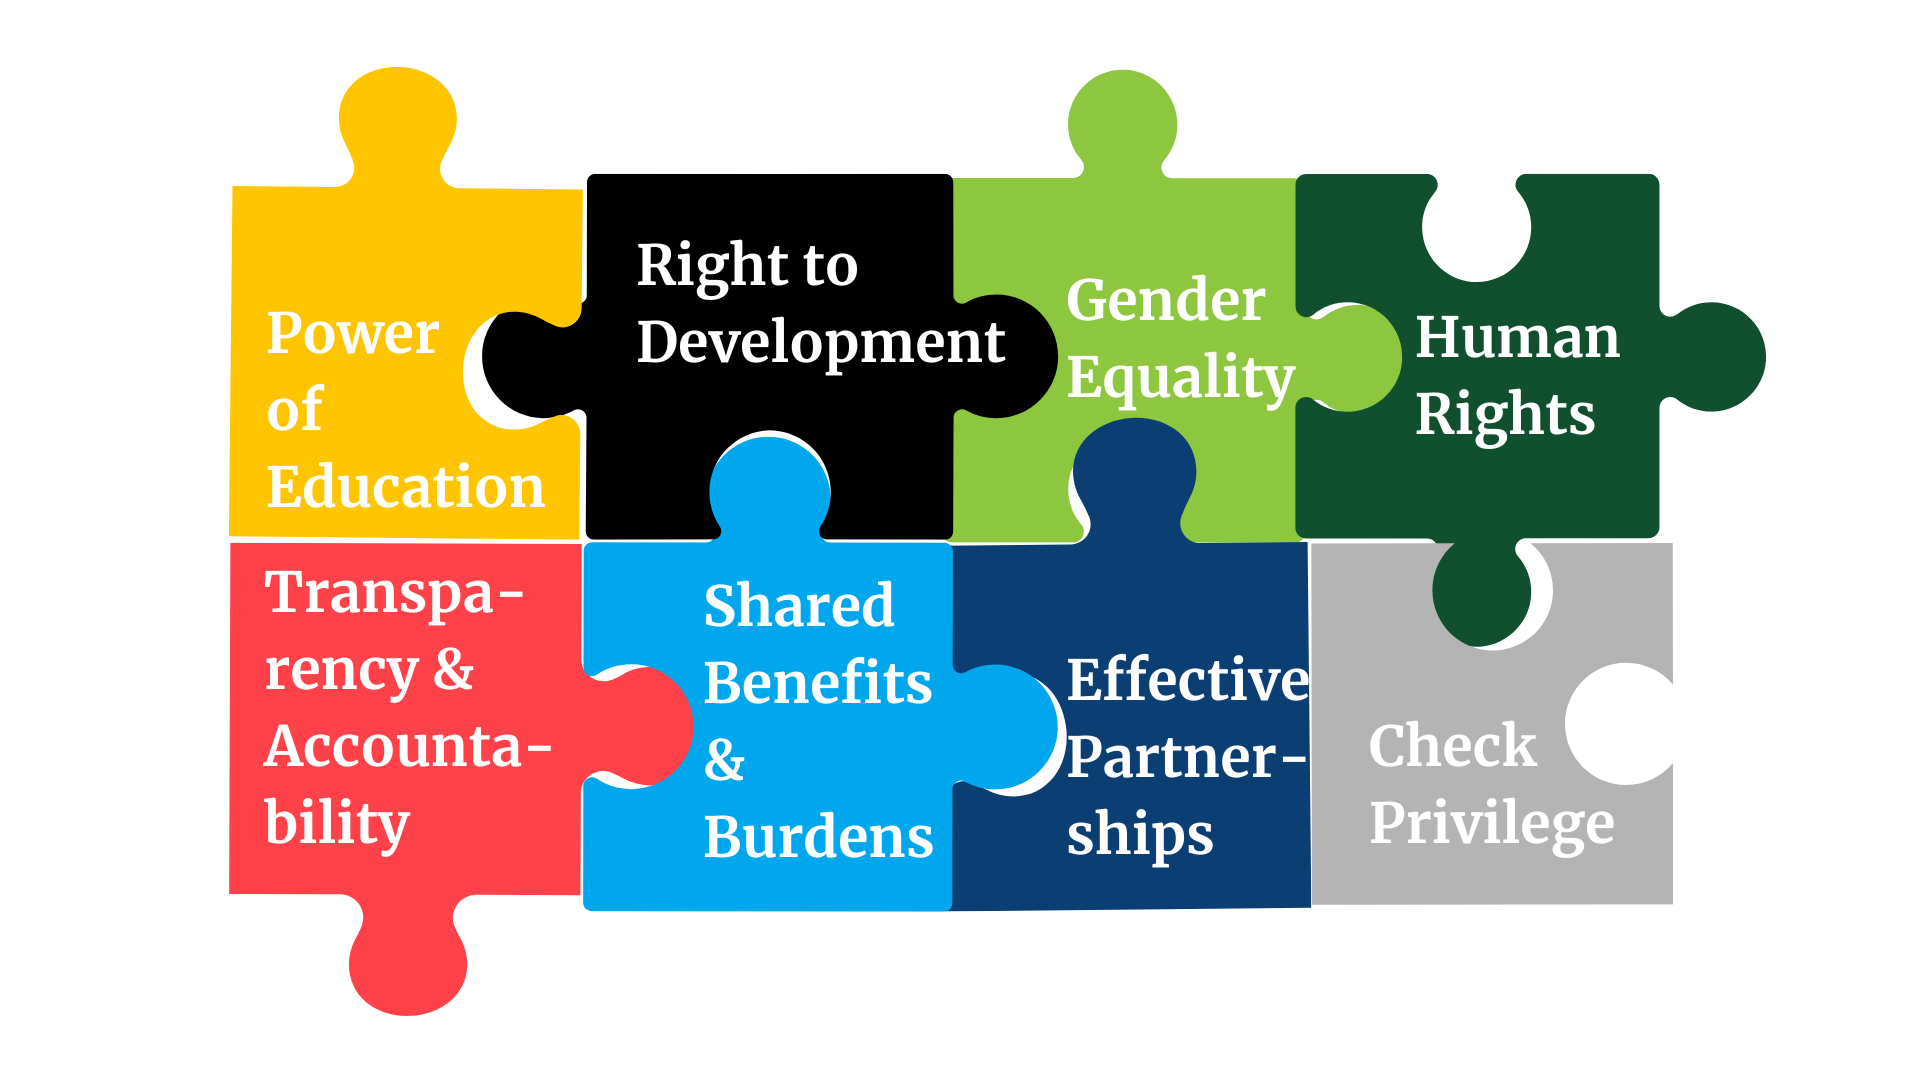 Power
of
Education
Right to
Development
Gender
Equality
Human
Rights
Transpa-
rency &
Accounta-
bility
Shared
Benefits
&
Burdens
Effective
Partner-
ships
Check
Privilege